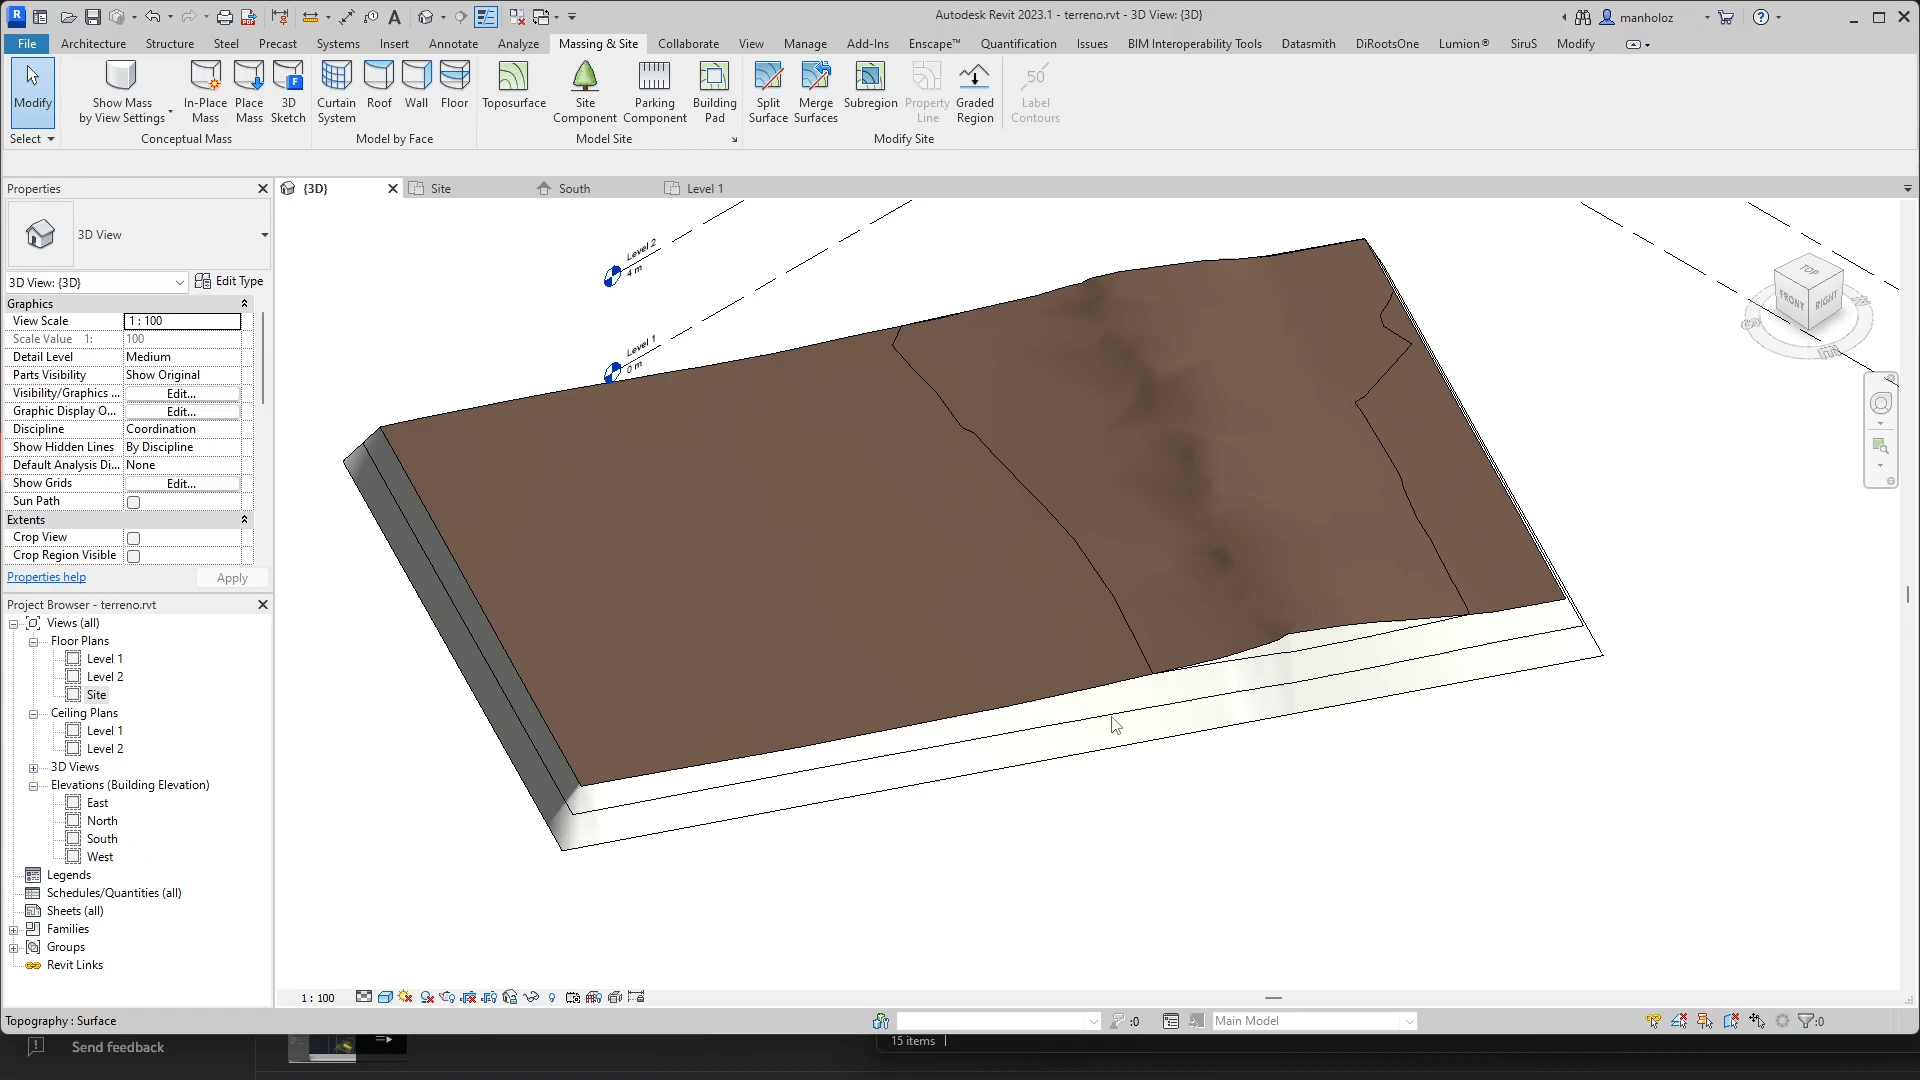 Autodesk Revit 2023.1 - terreno.rvt - 3D View: {3D}
manholoz
File
Architecture
Structure
Steel
Precast
Systems
Insert
Annotate
Analyze
Massing & Site
Collaborate
View
Manage
Add-Ins
Enscape™
Quantification
Issues
BIM Interoperability Tools
Datasmith
DiRootsOne
Lumion®
SiruS
Modify
Modify
Show Mass
by View Settings
In-Place
Mass
Place
Mass
3D
Sketch
Curtain
System
Roof
Wall
Floor
Toposurface
Site
Component
Parking
Component
Building
Pad
Split
Surface
Merge
Surfaces
Subregion
Property
Line
Graded
Region
50
Label
Contours
Select
Conceptual Mass
Model by Face
Model Site
Modify Site
Properties
{3D}
Site
South
Level 1
3D View
3D View: {3D}
Edit Type
Graphics
View Scale
1 : 100
Scale Value 1:
100
Detail Level
Medium
Parts Visibility
Show Original
Visibility/Graphics ...
Edit...
Graphic Display O...
Edit...
Discipline
Coordination
Show Hidden Lines
By Discipline
Default Analysis Di...
None
Show Grids
Edit...
Sun Path
Extents
Crop View
Crop Region Visible
Properties help
Apply
Project Browser - terreno.rvt
Views (all)
Floor Plans
Level 1
Level 2
Site
Ceiling Plans
Level 1
Level 2
3D Views
Elevations (Building Elevation)
East
North
South
West
Legends
Schedules/Quantities (all)
Sheets (all)
Families
Groups
Revit Links
Level 2
4 m
Level 1
0 m
TOP
FRONT
RIGHT
S
1 : 100
Topography : Surface
:0
Main Model
:0
Send feedback
15 items